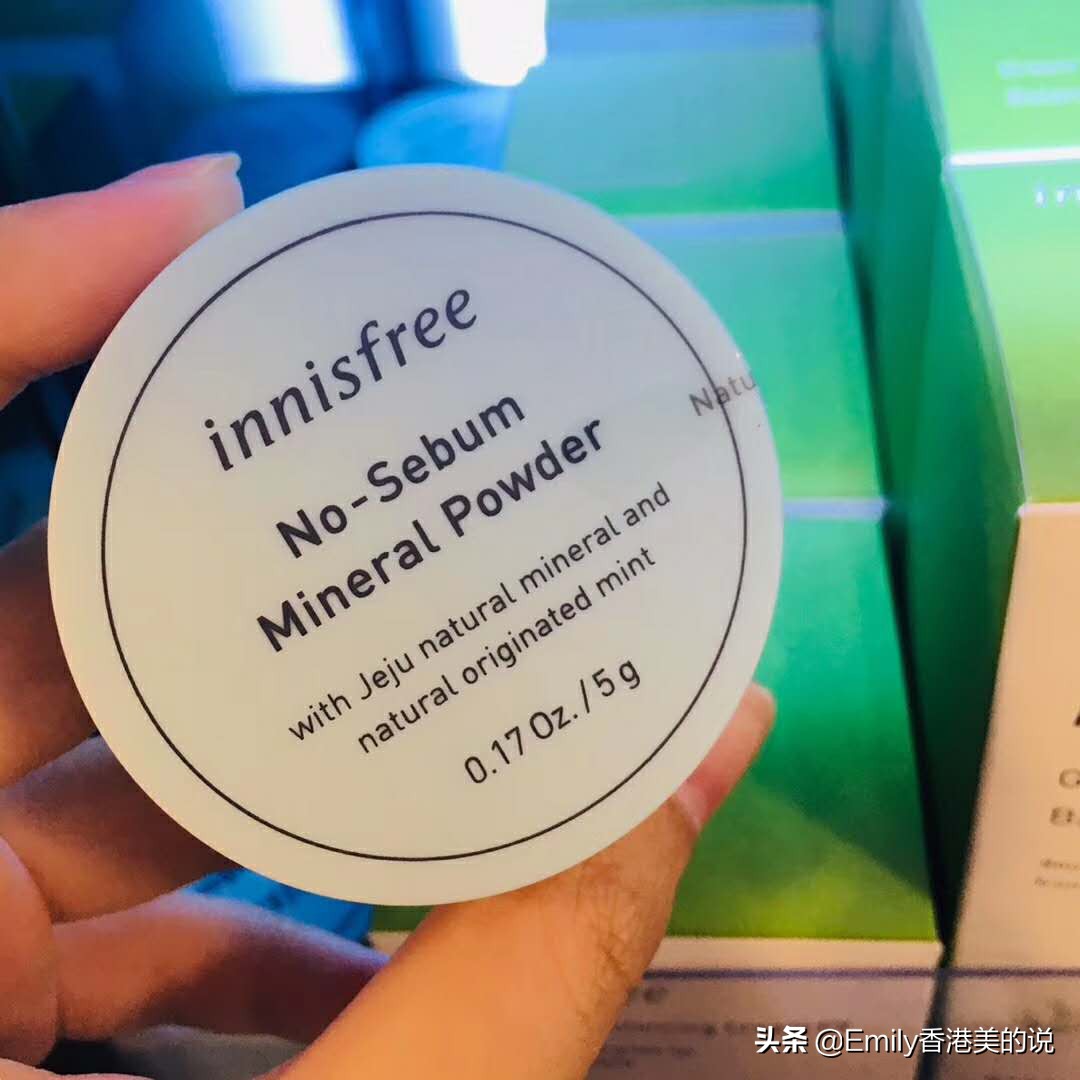 innisfree
No-Sebum
Mineral Powder
with Jeju natural mineral and
natural originated mint
0.17 Oz. / 5 g
头条 @Emily香港美的说